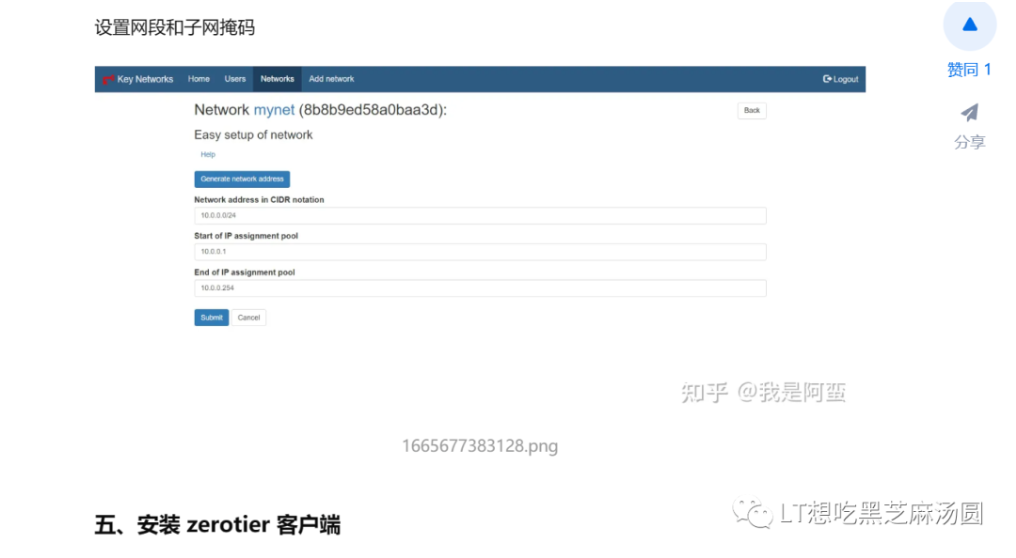 设置网段和子网掩码
赞同 1
分享
Key Networks Home Users Networks Add network Logout
Network mynet (8b8b9ed58a0baa3d):
Back
Easy setup of network
Help
Generate network address
Network address in CIDR notation
10.0.0.0/24
Start of IP assignment pool
10.0.0.1
End of IP assignment pool
10.0.0.254
Submit Cancel
知乎 @我是阿蛮
1665677383128.png
五、安装 zerotier 客户端
LT想吃黑芝麻汤圆